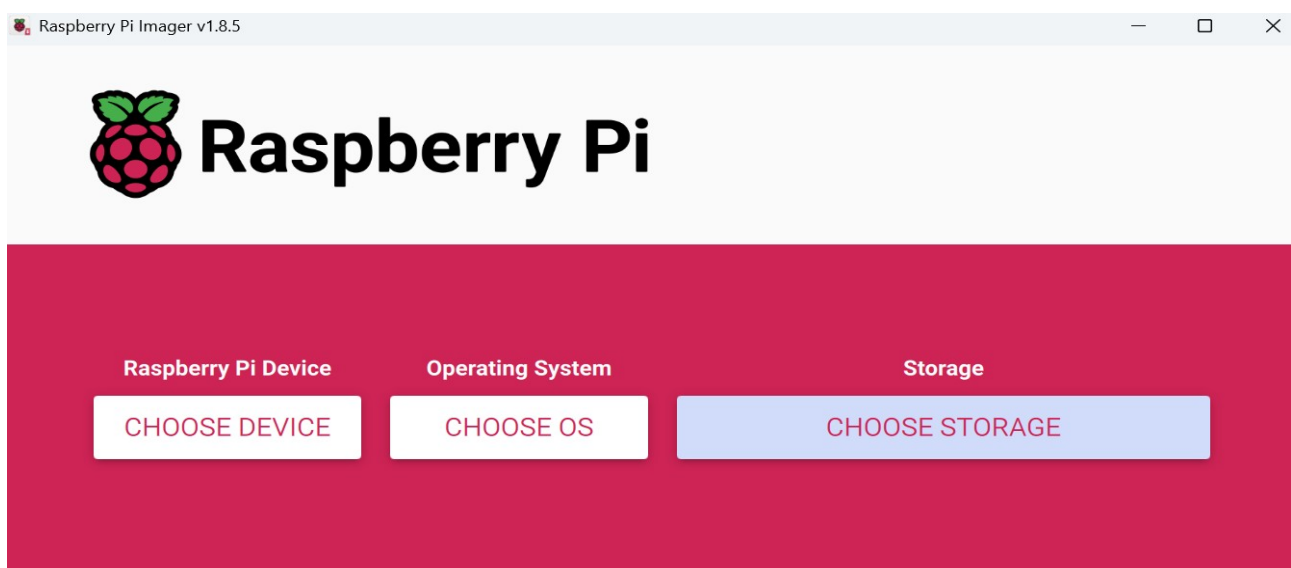 Raspberry Pi Imager v1.8.5
Raspberry Pi
Raspberry Pi Device
Operating System
Storage
CHOOSE DEVICE
CHOOSE OS
CHOOSE STORAGE